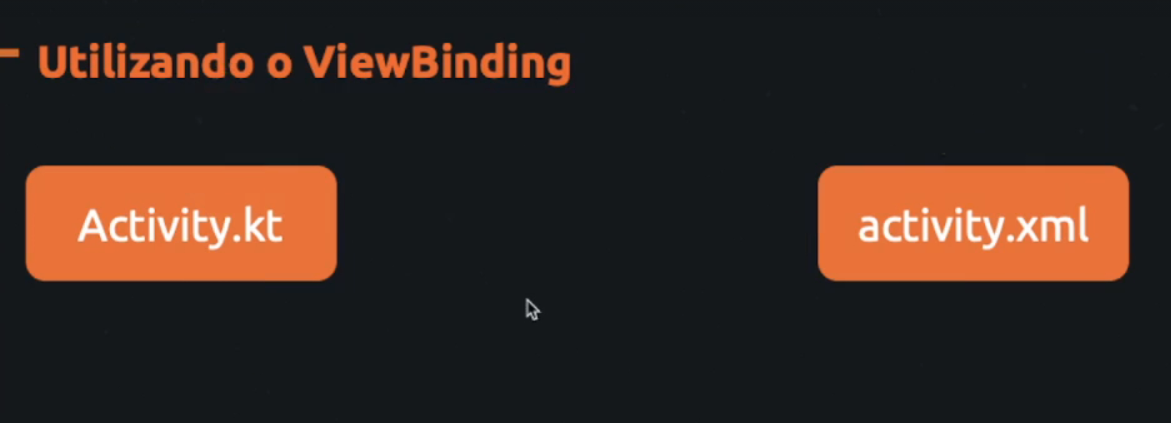 Utilizando o ViewBinding
Activity.kt
activity.xml